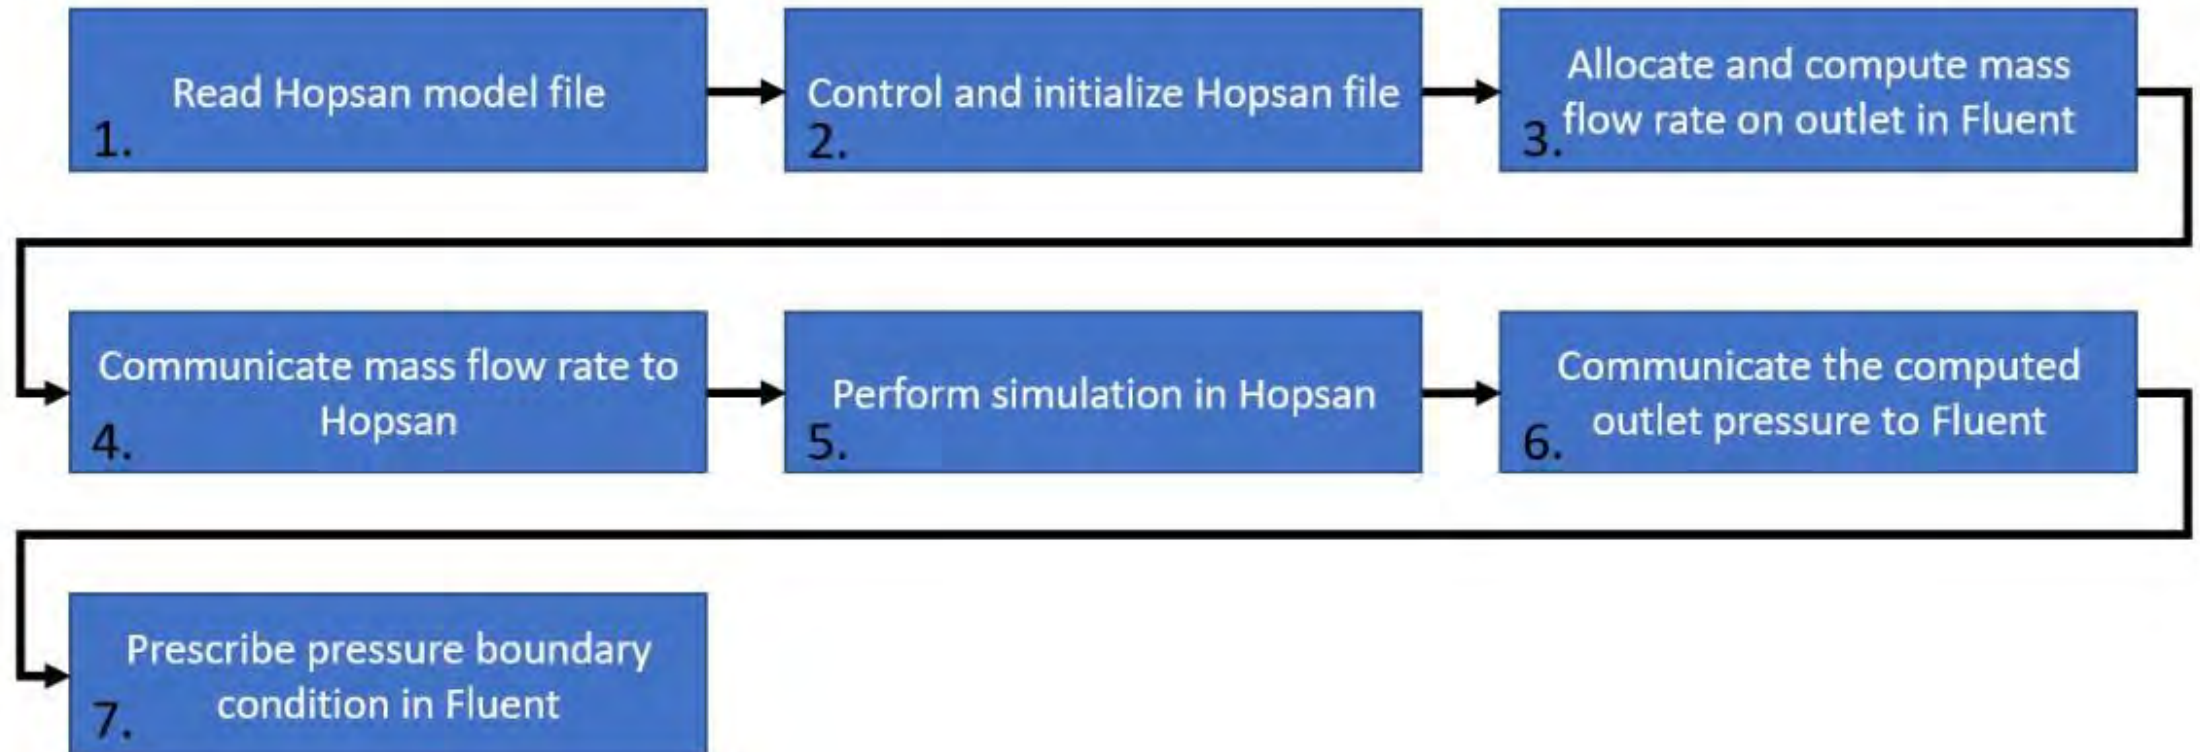 Read Hopsan model file
1.
Control and initialize Hopsan file
2.
Allocate and compute mass
flow rate on outlet in Fluent
3.
Communicate mass flow rate to
Hopsan
4.
Perform simulation in Hopsan
5.
Communicate the computed
outlet pressure to Fluent
6.
Prescribe pressure boundary
condition in Fluent
7.